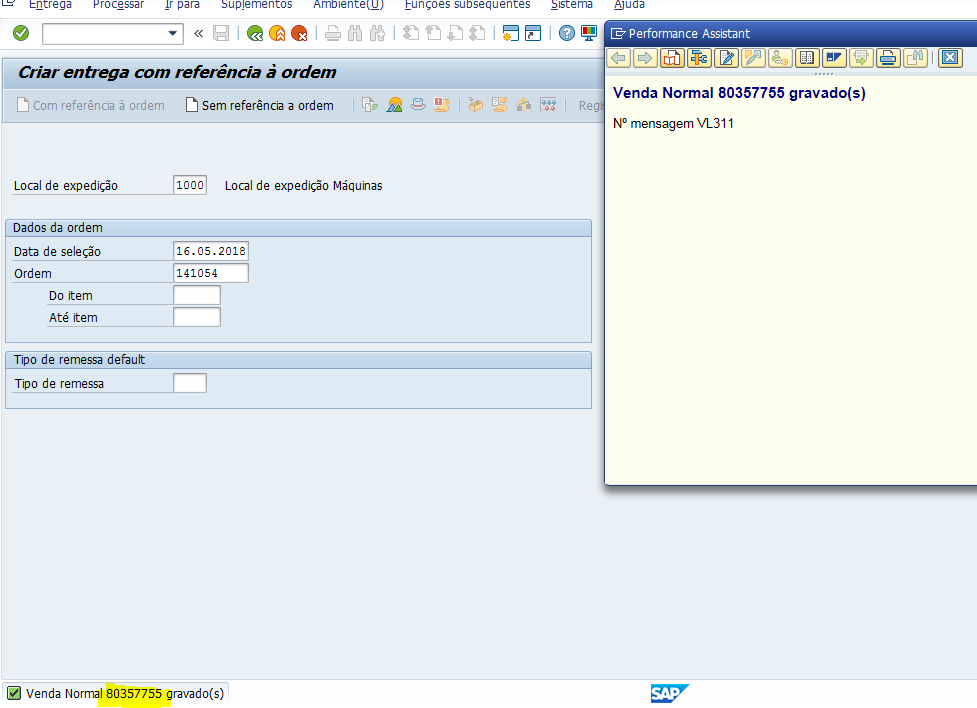 Entrega Processar Ir para Suplementos Ambiente(U) Funções subsequentes Sistema Ajuda
Performance Assistant
Criar entrega com referência à ordem
Com referência à ordem Sem referência a ordem Regis
Venda Normal 80357755 gravado(s)
Nº mensagem VL311
Local de expedição 1000 Local de expedição Máquinas
Dados da ordem
Data de seleção 16.05.2018
Ordem 141054
Do item
Até item
Tipo de remessa default
Tipo de remessa
Venda Normal 80357755 gravado(s)
SAP